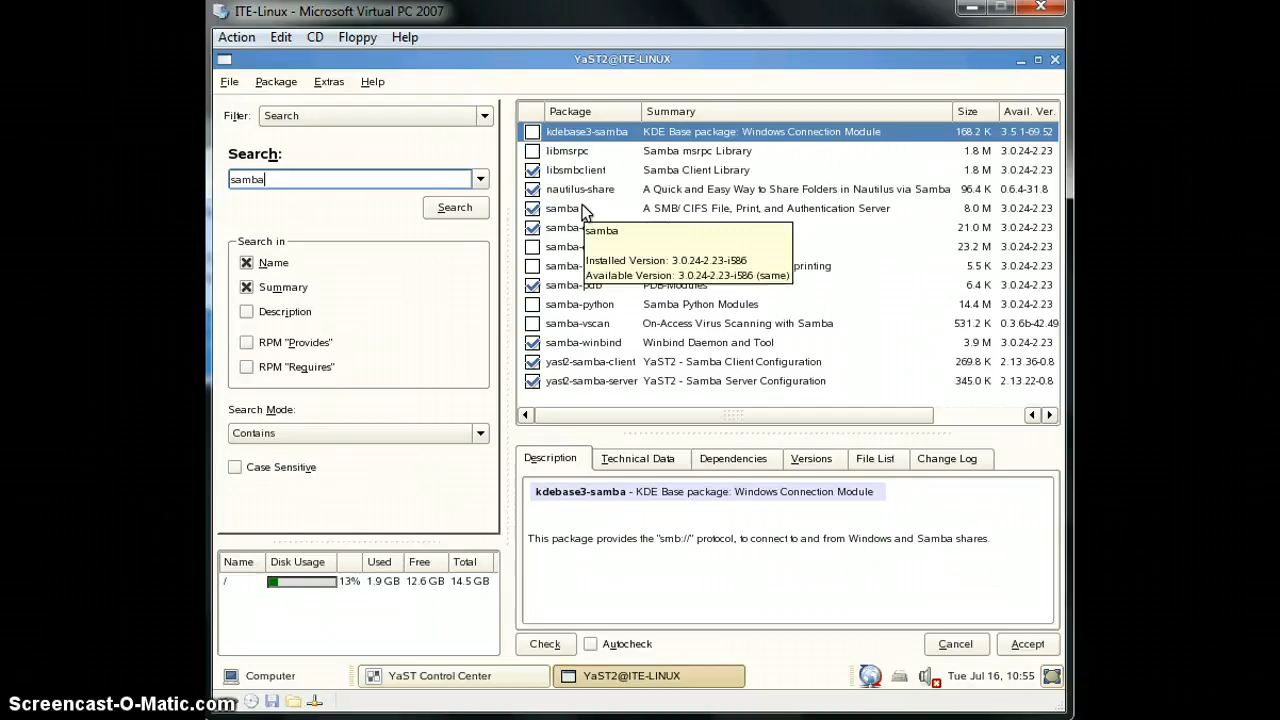 ITE-Linux - Microsoft Virtual PC 2007
Action Edit CD Floppy Help
YaST2@ITE-LINUX
File Package Extras Help
Filter: Search
Search:
samba
Search
Search in
Name
Summary
Description
RPM "Provides"
RPM "Requires"
Search Mode:
Contains
Case Sensitive
Name Disk Usage Used Free Total
/ 13% 1.9 GB 12.6 GB 14.5 GB
Package Summary Size Avail. Ver.
kdebase3-samba KDE Base package: Windows Connection Module 168.2 K 3.5.1-69.52
libmsrpc Samba msrpc Library 1.8 M 3.0.24-2.23
libsmbclient Samba Client Library 1.8 M 3.0.24-2.23
nautilus-share A Quick and Easy Way to Share Folders in Nautilus via Samba 96.4 K 0.6.4-31.8
samba A SMB/ CIFS File, Print, and Authentication Server 8.0 M 3.0.24-2.23
samba- 21.0 M 3.0.24-2.23
samba- 23.2 M 3.0.24-2.23
samba- printing 5.5 K 3.0.24-2.23
samba-pdb PDB-Modules 6.4 K 3.0.24-2.23
samba-python Samba Python Modules 14.4 M 3.0.24-2.23
samba-vscan On-Access Virus Scanning with Samba 531.2 K 0.3.6b-42.49
samba-winbind Winbind Daemon and Tool 3.9 M 3.0.24-2.23
yast2-samba-client YaST2 - Samba Client Configuration 269.8 K 2.13.36-0.8
yast2-samba-server YaST2 - Samba Server Configuration 345.0 K 2.13.22-0.8
samba
Installed Version: 3.0.24-2.23-i586
Available Version: 3.0.24-2.23-i586 (same)
Description Technical Data Dependencies Versions File List Change Log
kdebase3-samba - KDE Base package: Windows Connection Module
This package provides the "smb://" protocol, to connect to and from Windows and Samba shares.
Check Autocheck Cancel Accept
Computer YaST Control Center YaST2@ITE-LINUX Tue Jul 16, 10:55
Screencast-O-Matic.com